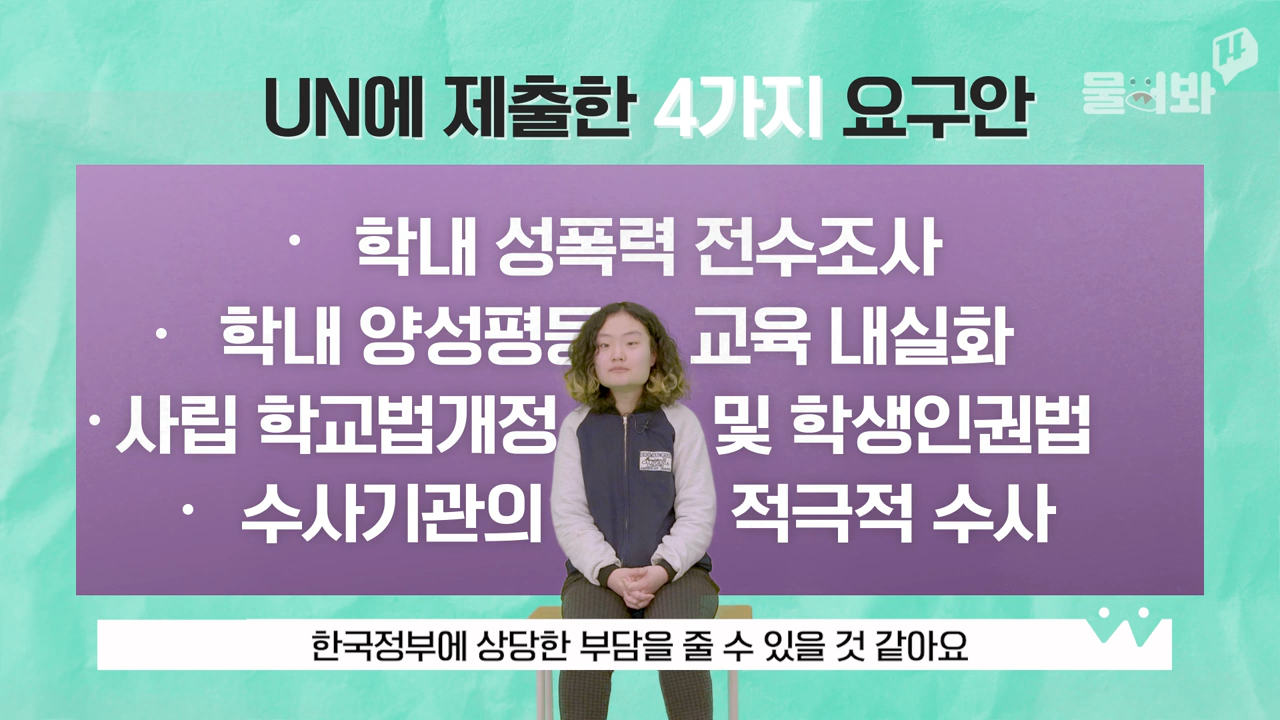 UN에 제출한 4가지 요구안
물어봐
· 학내 성폭력 전수조사
· 학내 양성평등 교육 내실화
· 사립 학교법개정 및 학생인권법
· 수사기관의 적극적 수사
한국정부에 상당한 부담을 줄 수 있을 것 같아요